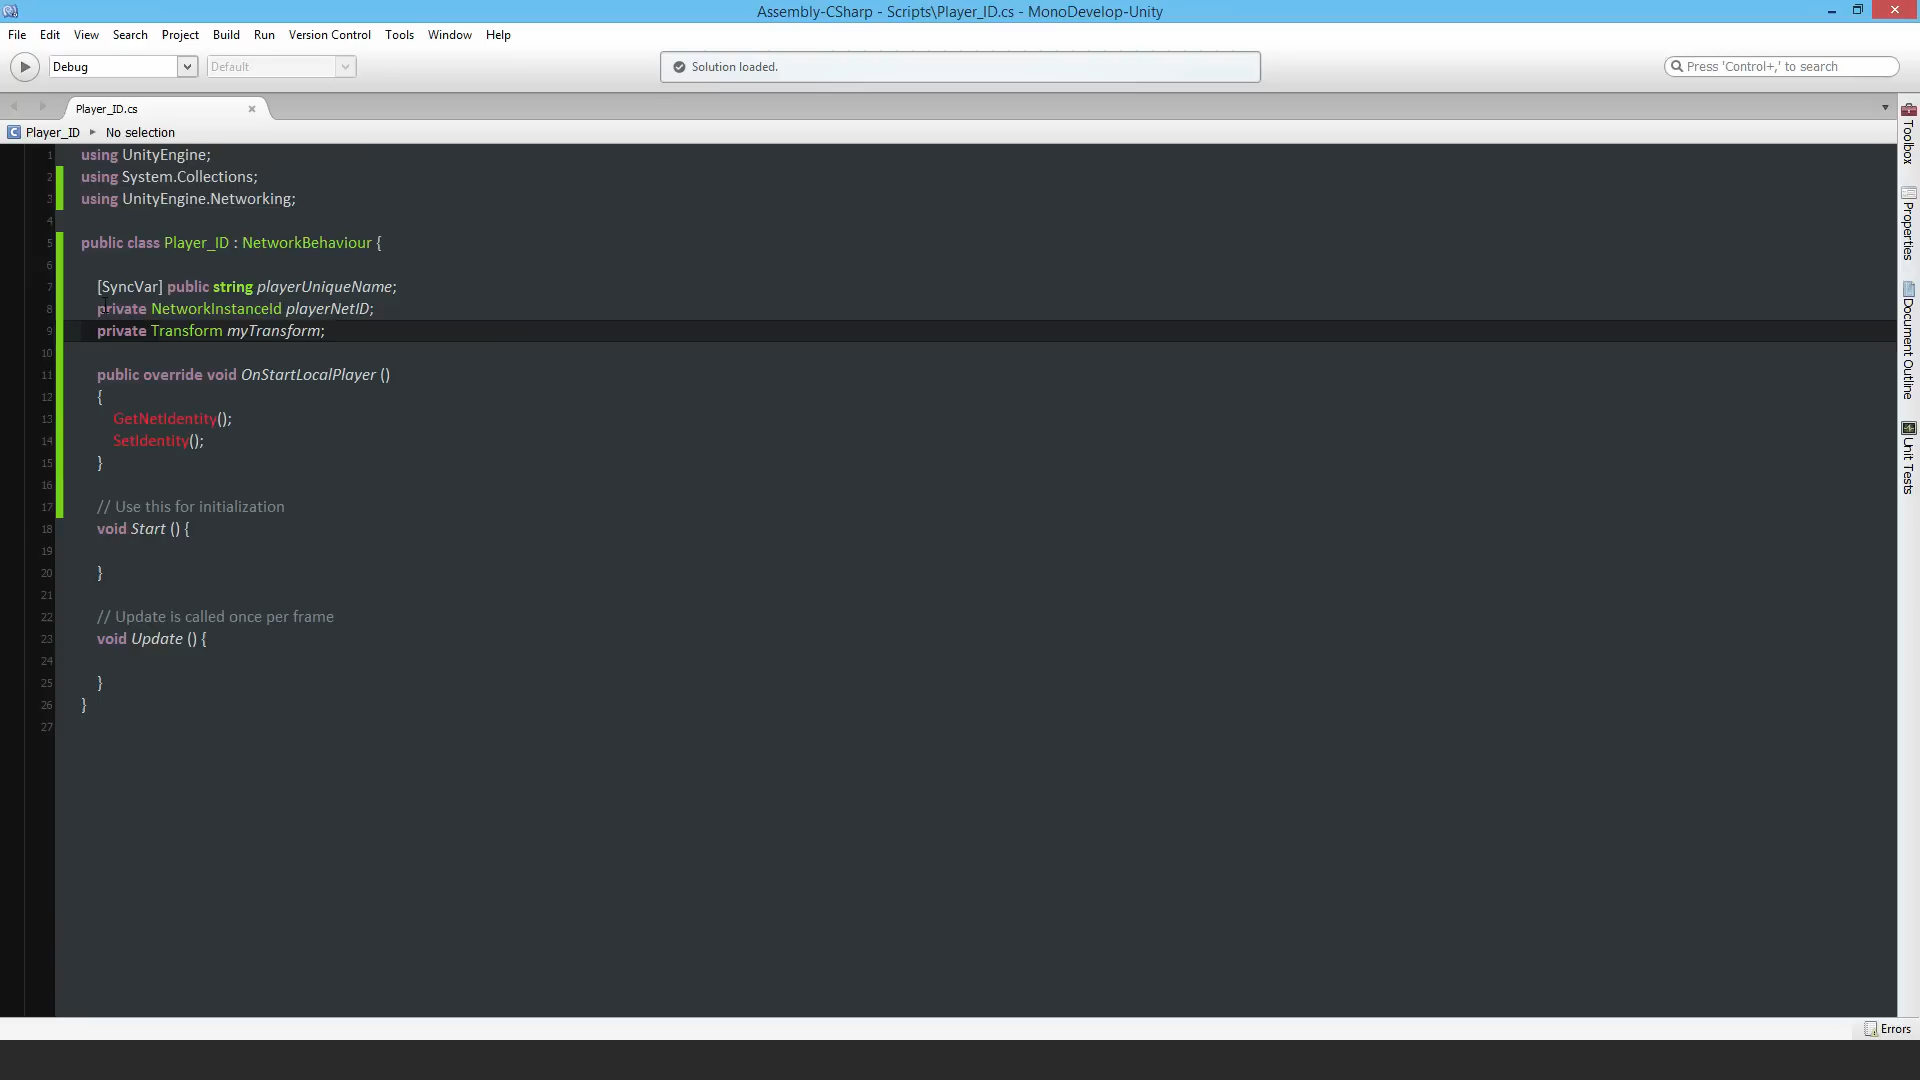 Assembly-CSharp - Scripts\Player_ID.cs - MonoDevelop-Unity
File Edit View Search Project Build Run Version Control Tools Window Help
Debug Default Solution loaded. Press 'Control+,' to search
Player_ID.cs
Player_ID No selection
1 using UnityEngine;
2 using System.Collections;
3 using UnityEngine.Networking;
4
5 public class Player_ID : NetworkBehaviour {
6
7 [SyncVar] public string playerUniqueName;
8 private NetworkInstanceId playerNetID;
9 private Transform myTransform;
10
11 public override void OnStartLocalPlayer ()
12 {
13 GetNetIdentity();
14 SetIdentity();
15 }
16
17 // Use this for initialization
18 void Start () {
19
20 }
21
22 // Update is called once per frame
23 void Update () {
24
25 }
26 }
27
Toolbox
Properties
Document Outline
Unit Tests
Errors